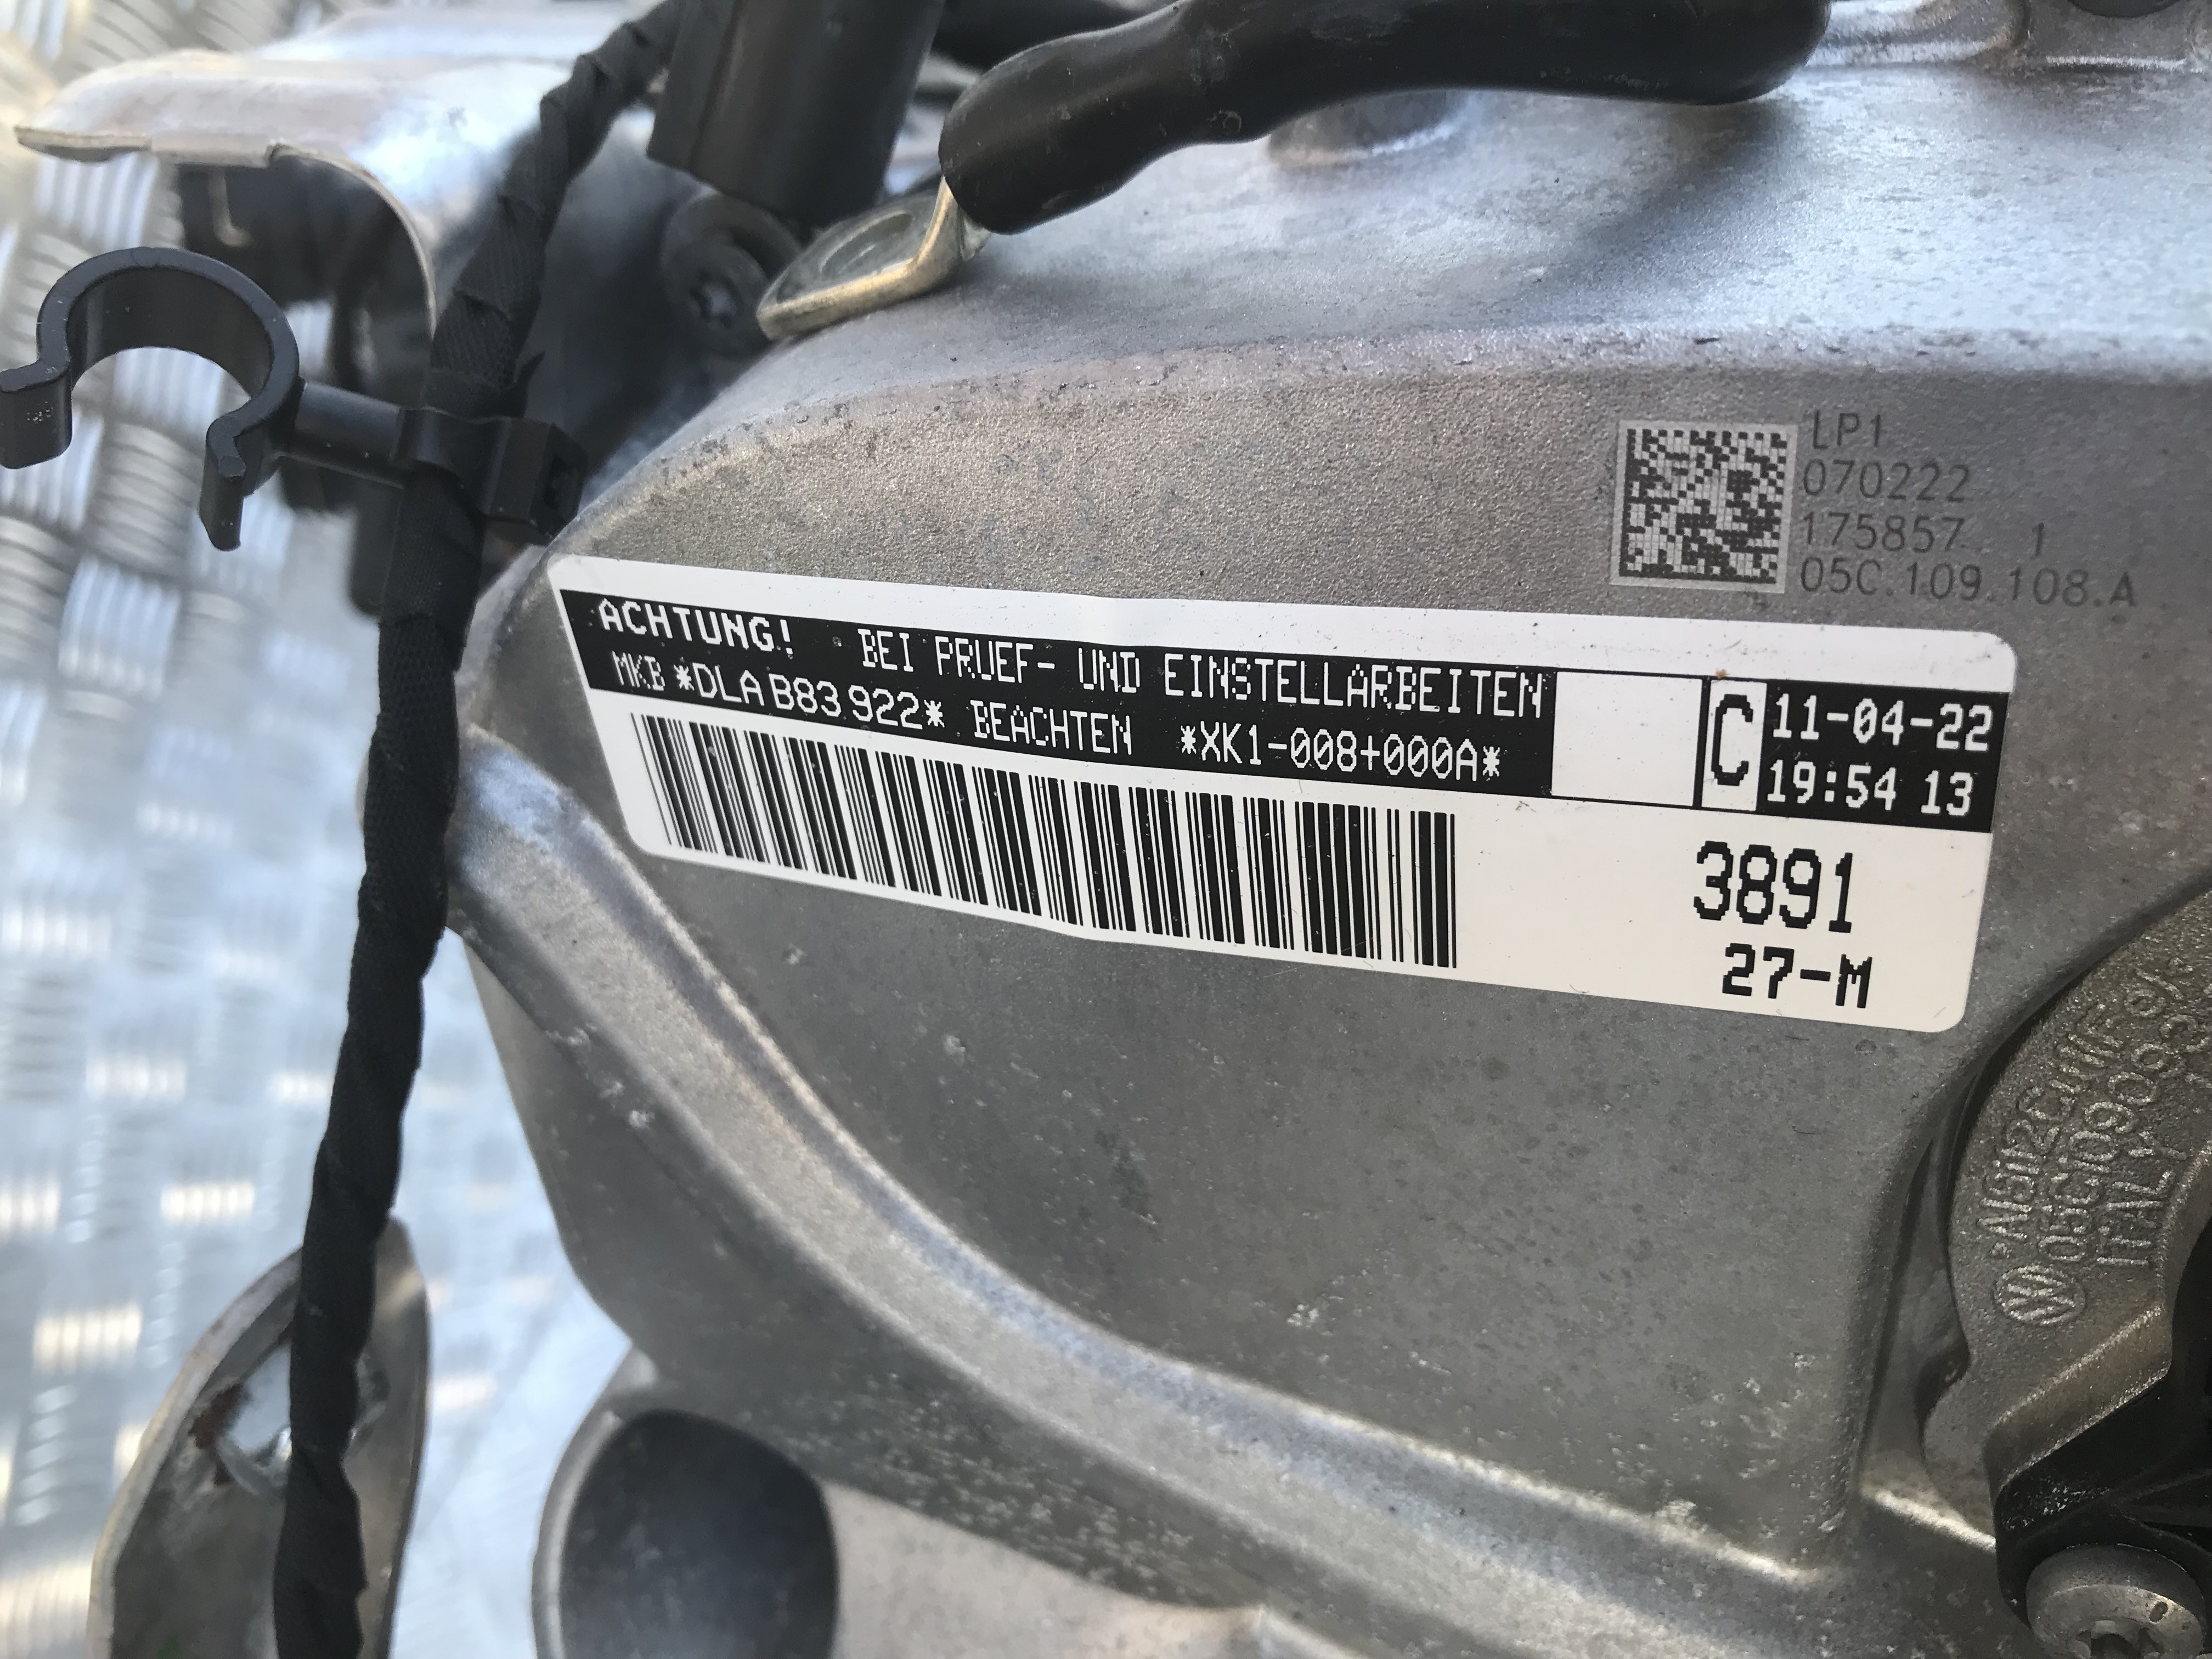 LP1
070222
175857 1
05C.109.108.A
ACHTUNG! BEI PRUEF- UND EINSTELLARBEITEN
MKB *DLA B83 922* BEACHTEN *XK1-008+000A*
C
11-04-22
19:54 13
3891
27-M
ITALY